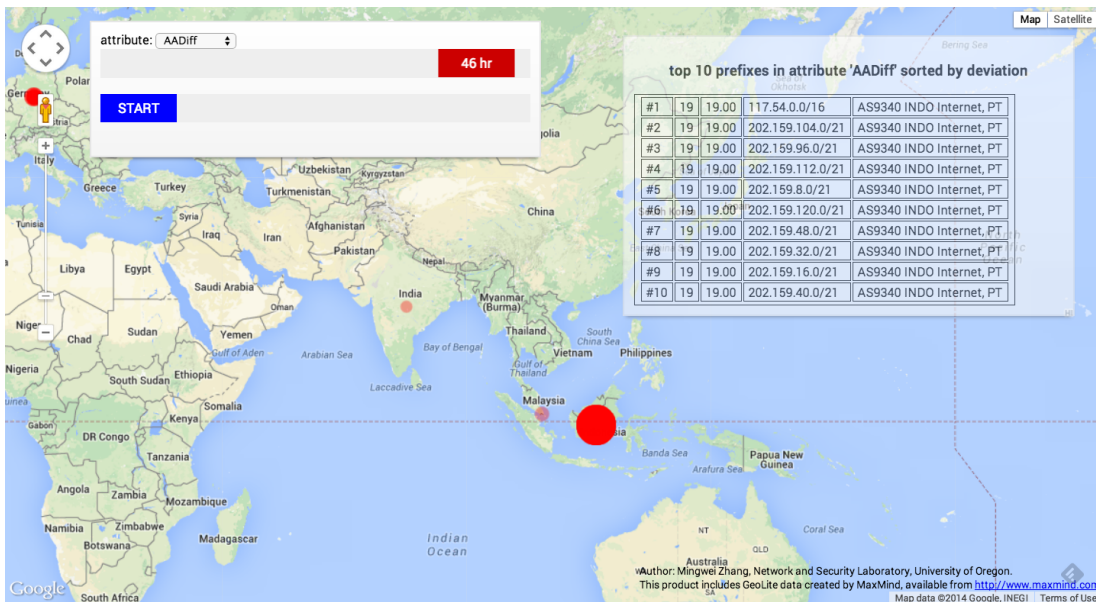 attribute: AADiff
46 hr
START
Map Satellite
top 10 prefixes in attribute 'AADiff' sorted by deviation
#1 19 19.00 117.54.0.0/16 AS9340 INDO Internet, PT
#2 19 19.00 202.159.104.0/21 AS9340 INDO Internet, PT
#3 19 19.00 202.159.96.0/21 AS9340 INDO Internet, PT
#4 19 19.00 202.159.112.0/21 AS9340 INDO Internet, PT
#5 19 19.00 202.159.8.0/21 AS9340 INDO Internet, PT
#6 19 19.00 202.159.120.0/21 AS9340 INDO Internet, PT
#7 19 19.00 202.159.48.0/21 AS9340 INDO Internet, PT
#8 19 19.00 202.159.32.0/21 AS9340 INDO Internet, PT
#9 19 19.00 202.159.16.0/21 AS9340 INDO Internet, PT
#10 19 19.00 202.159.40.0/21 AS9340 INDO Internet, PT
Bering Sea
Sea of
Okhotsk
Italy
Greece
Turkey
Uzbekistan
Kyrgyzstan
Turkmenistan
Tunisia
Syria
Iraq
Iran
Afghanistan
China
Pakistan
Nepal
Libya
Egypt
Saudi Arabia
Oman
India
Myanmar
(Burma)
Chad
Sudan
Yemen
Gulf of Aden
Arabian Sea
Bay of Bengal
Thailand
Gulf of
Thailand
Vietnam
South
China Sea
Philippines
Nigeria
South Sudan
Ethiopia
Laccadive Sea
Somalia
Malaysia
Gabon
Kenya
DR Congo
Tanzania
Banda Sea
Arafura Sea
Papua New
Guinea
Angola
Zambia
Mozambique
Namibia
Zimbabwe
Botswana
Madagascar
Indian
Ocean
NT
Coral Sea
QLD
Australia
SA
South Africa
Google
Author: Mingwei Zhang, Network and Security Laboratory, University of Oregon.
This product includes GeoLite data created by MaxMind, available from http://www.maxmind.com
Map data ©2014 Google, INEGI Terms of Use